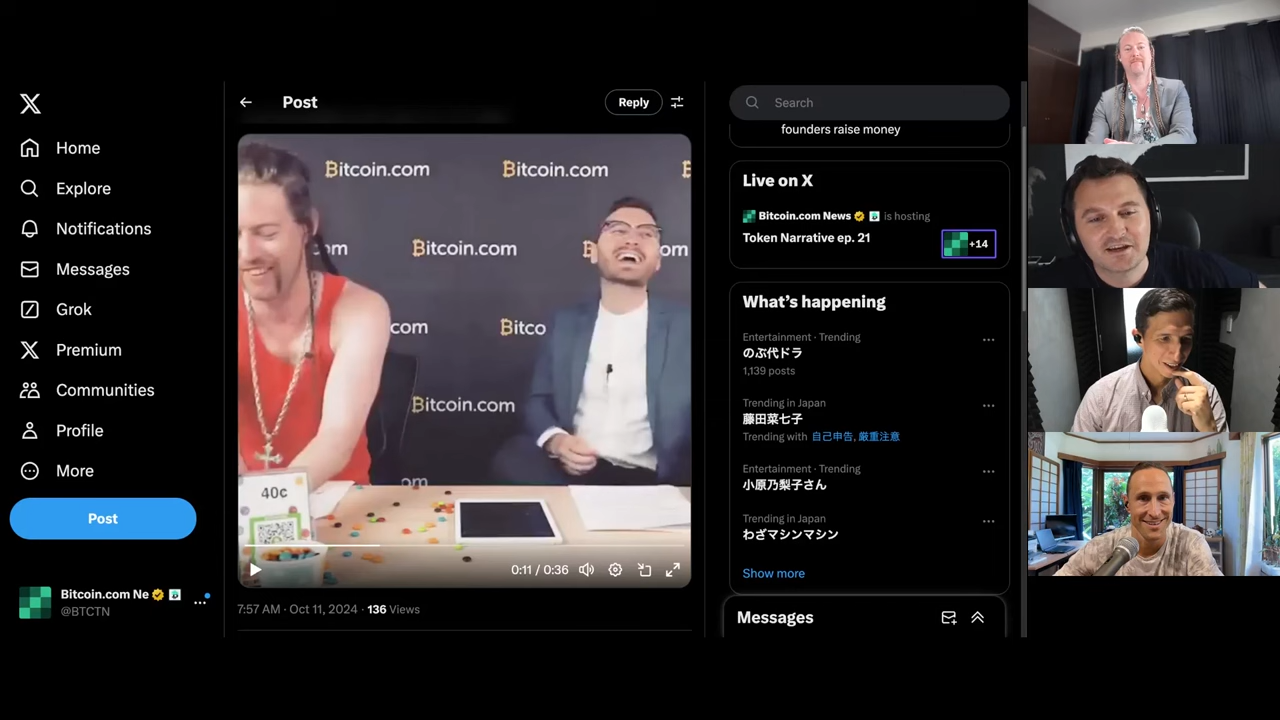 Home
Explore
Notifications
Messages
Grok
Premium
Communities
Profile
More
Post
Bitcoin.com Ne
@BTCTN
Post
Reply
Bitcoin.com
Bitcoin.com
om
Bitcoin.com
om
com
Bitco
Bitcoin.com
om
40¢
0:11 / 0:36
7:57 AM · Oct 11, 2024 · 136 Views
Search
founders raise money
Live on X
Bitcoin.com News is hosting
Token Narrative ep. 21
+14
What's happening
Entertainment · Trending
のぶ代ドラ
1,139 posts
Trending in Japan
藤田菜七子
Trending with 自己申告, 厳重注意
Entertainment · Trending
小原乃梨子さん
Trending in Japan
わざマシンマシン
Show more
Messages